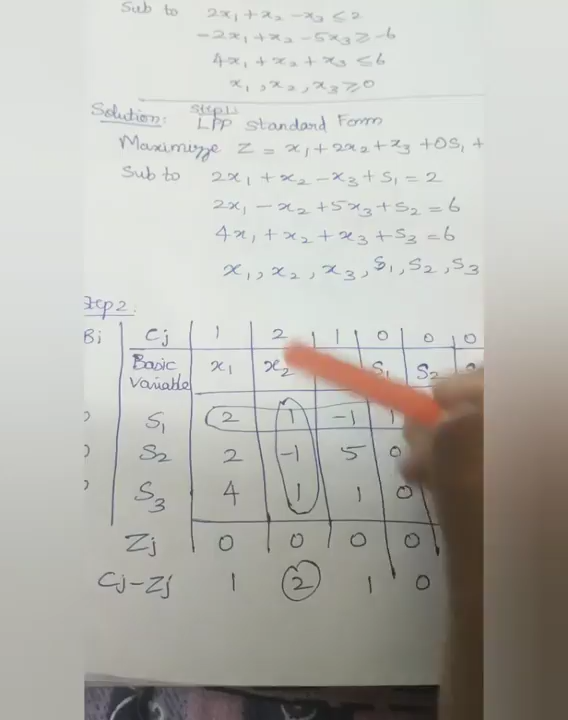 Sub to 2x₁ + x₂ - x₃ ≤ 2
-2x₁ + x₂ - 5x₃ ≥ -6
4x₁ + x₂ + x₃ ≤ 6
x₁, x₂, x₃ ≥ 0
Solution: Step1:
LPP Standard Form
Maximize Z = x₁ + 2x₂ + x₃ + 0S₁ +
Sub to 2x₁ + x₂ - x₃ + S₁ = 2
2x₁ - x₂ + 5x₃ + S₂ = 6
4x₁ + x₂ + x₃ + S₃ = 6
x₁, x₂, x₃, S₁, S₂, S₃
Step 2:
Bi Cj 1 2 1 0 0 0
Basic Variable x₁ x₂ S₁ S₂
S₁ 2 1 -1 1
S₂ 2 -1 5 0
S₃ 4 1 1 0
Zj 0 0 0 0
Cj-Zj 1 2 1 0